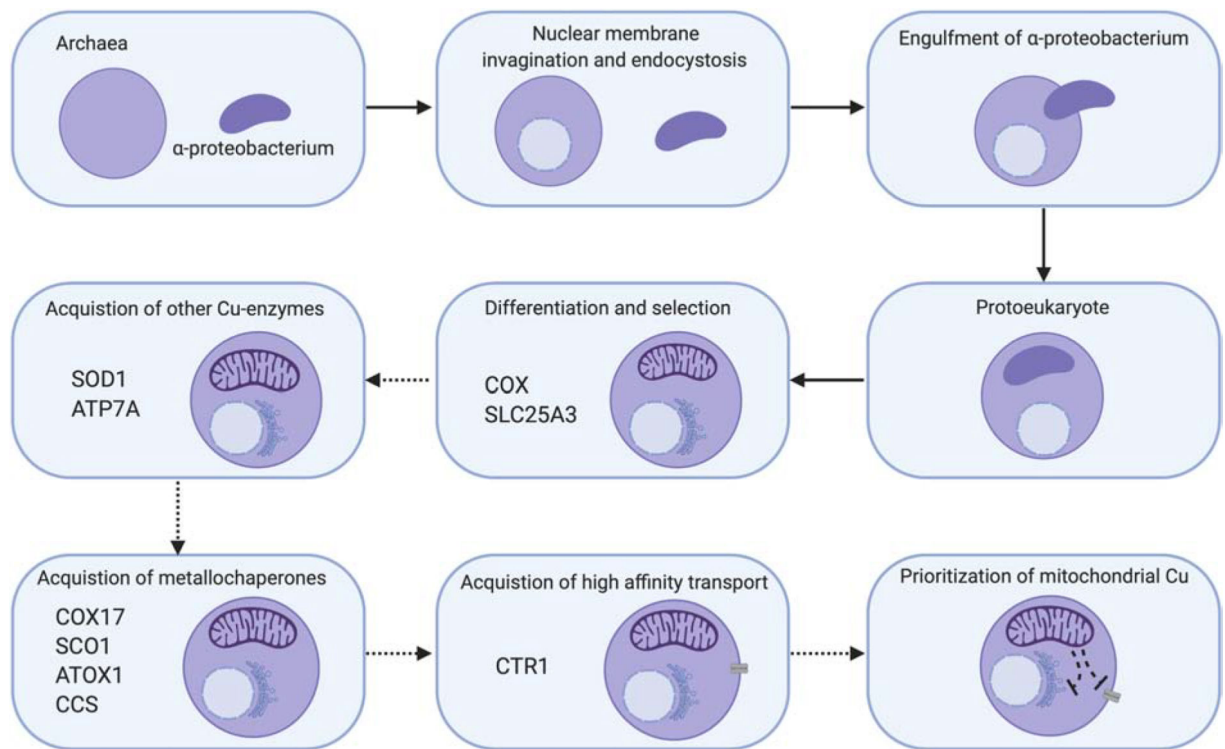 Archaea
α-proteobacterium
Nuclear membrane
invagination and endocystosis
Engulfment of α-proteobacterium
Protoeukaryote
Differentiation and selection
COX
SLC25A3
Acquistion of other Cu-enzymes
SOD1
ATP7A
Acquistion of metallochaperones
COX17
SCO1
ATOX1
CCS
Acquistion of high affinity transport
CTR1
Prioritization of mitochondrial Cu